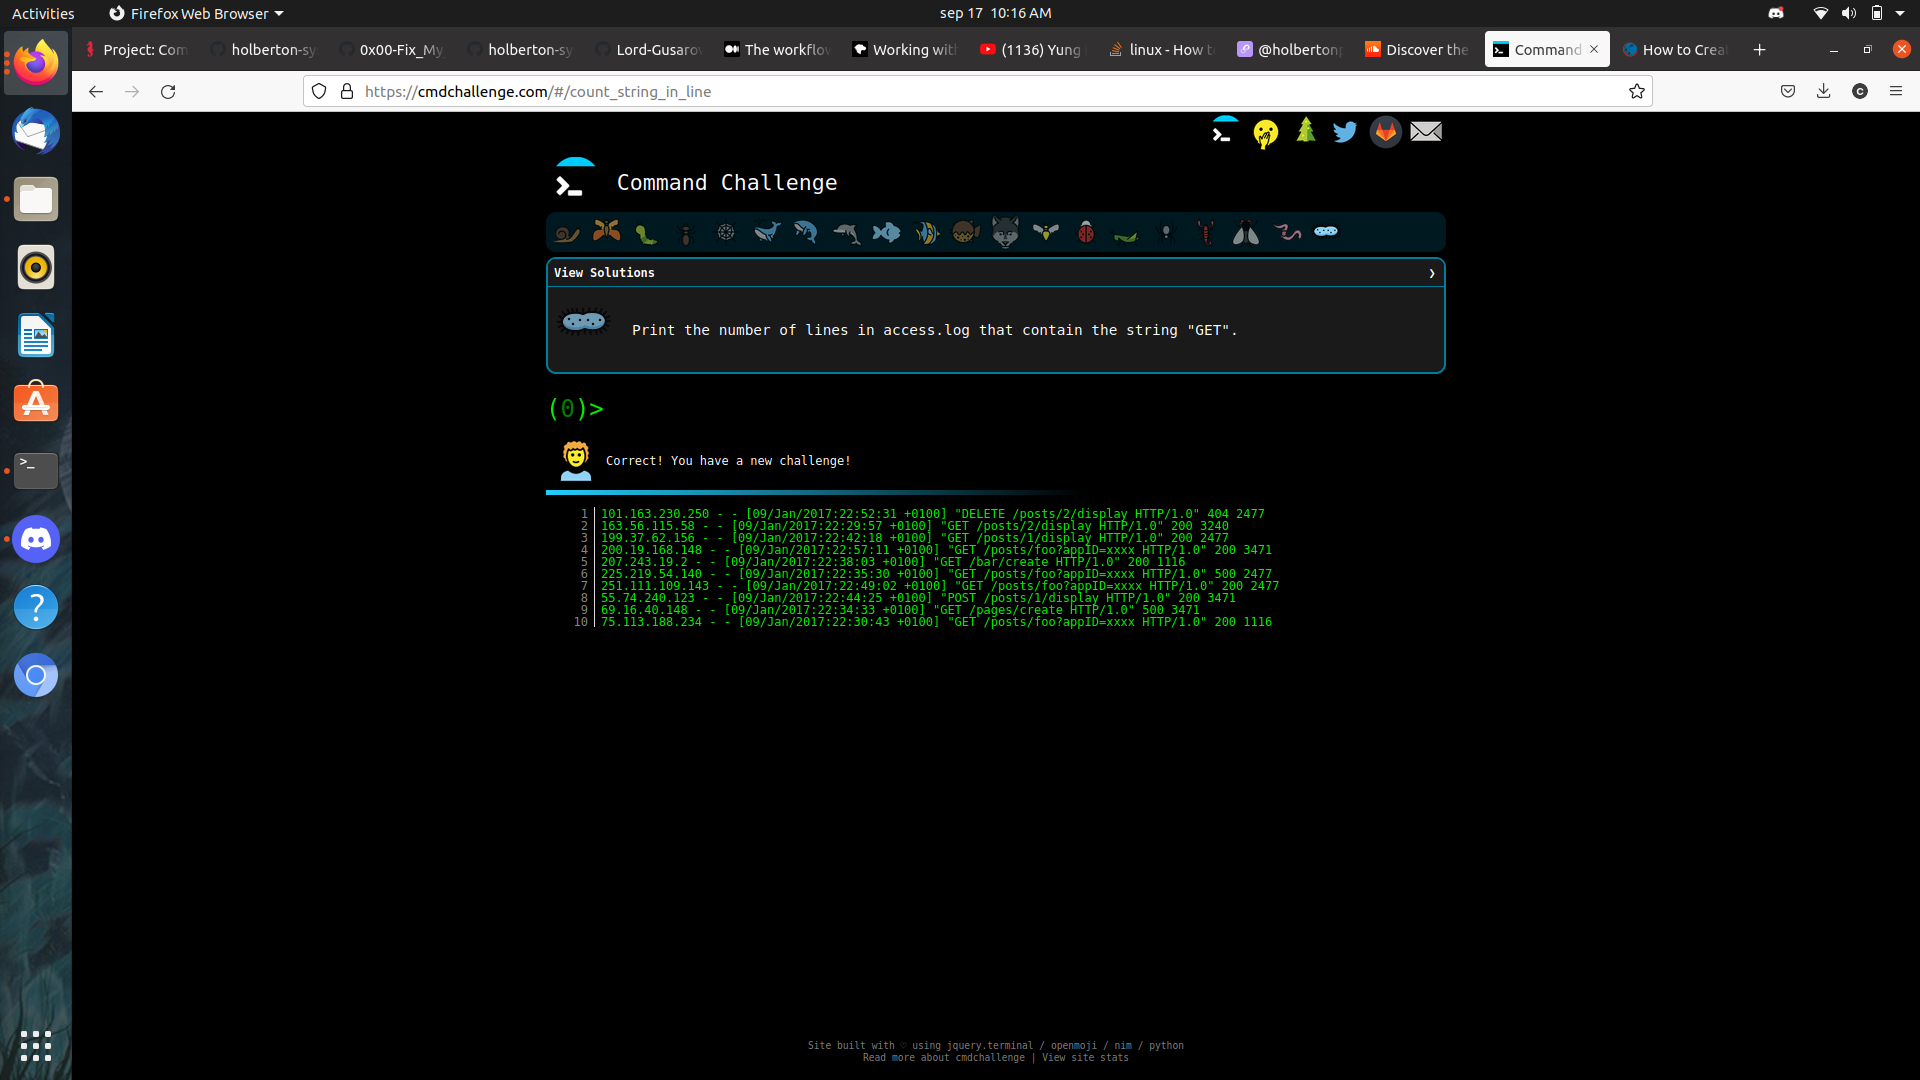 Activities
Firefox Web Browser
sep 17 10:16 AM
Project: Com
holberton-sy
0x00-Fix_My
holberton-sy
Lord-Gusarov
The workflow
Working with
(1136) Yung
linux - How to
@holbertonp
Discover the
Command
How to Crea
https://cmdchallenge.com/#/count_string_in_line
Command Challenge
View Solutions
Print the number of lines in access.log that contain the string "GET".
(0)>
Correct! You have a new challenge!
1 101.163.230.250 - - [09/Jan/2017:22:52:31 +0100] "DELETE /posts/2/display HTTP/1.0" 404 2477
2 163.56.115.58 - - [09/Jan/2017:22:29:57 +0100] "GET /posts/2/display HTTP/1.0" 200 3240
3 199.37.62.156 - - [09/Jan/2017:22:42:18 +0100] "GET /posts/1/display HTTP/1.0" 200 2477
4 200.19.168.148 - - [09/Jan/2017:22:57:11 +0100] "GET /posts/foo?appID=xxxx HTTP/1.0" 200 3471
5 207.243.19.2 - - [09/Jan/2017:22:38:03 +0100] "GET /bar/create HTTP/1.0" 200 1116
6 225.219.54.140 - - [09/Jan/2017:22:35:30 +0100] "GET /posts/foo?appID=xxxx HTTP/1.0" 500 2477
7 251.111.109.143 - - [09/Jan/2017:22:49:02 +0100] "GET /posts/foo?appID=xxxx HTTP/1.0" 200 2477
8 55.74.240.123 - - [09/Jan/2017:22:44:25 +0100] "POST /posts/1/display HTTP/1.0" 200 3471
9 69.16.40.148 - - [09/Jan/2017:22:34:33 +0100] "GET /pages/create HTTP/1.0" 500 3471
10 75.113.188.234 - - [09/Jan/2017:22:30:43 +0100] "GET /posts/foo?appID=xxxx HTTP/1.0" 200 1116
Site built with ♡ using jquery.terminal / openmoji / nim / python
Read more about cmdchallenge | View site stats